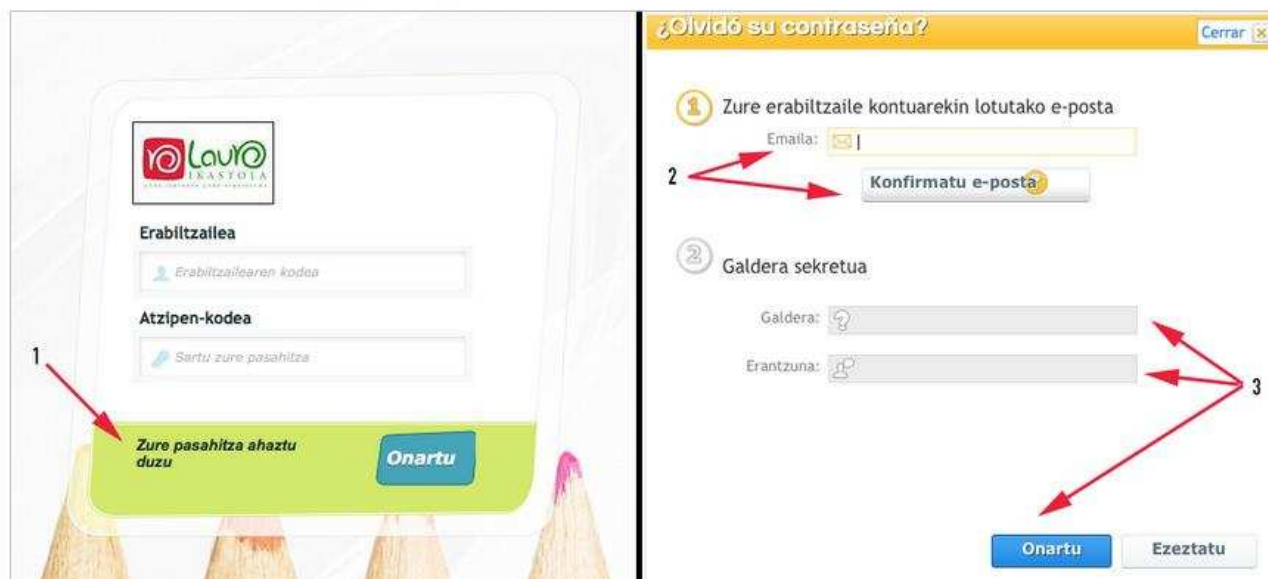 Lauro
IKASTOLA
Erabiltzailea
Erabiltzailearen kodea
Atzipen-kodea
Sartu zure pasahitza
1
Zure pasahitza ahaztu
duzu
Onartu
¿Olvidó su contraseña?
Cerrar
1 Zure erabiltzaile kontuarekin lotutako e-posta
Emaila:
2
Konfirmatu e-posta
2 Galdera sekretua
Galdera:
Erantzuna:
3
Onartu
Ezeztatu